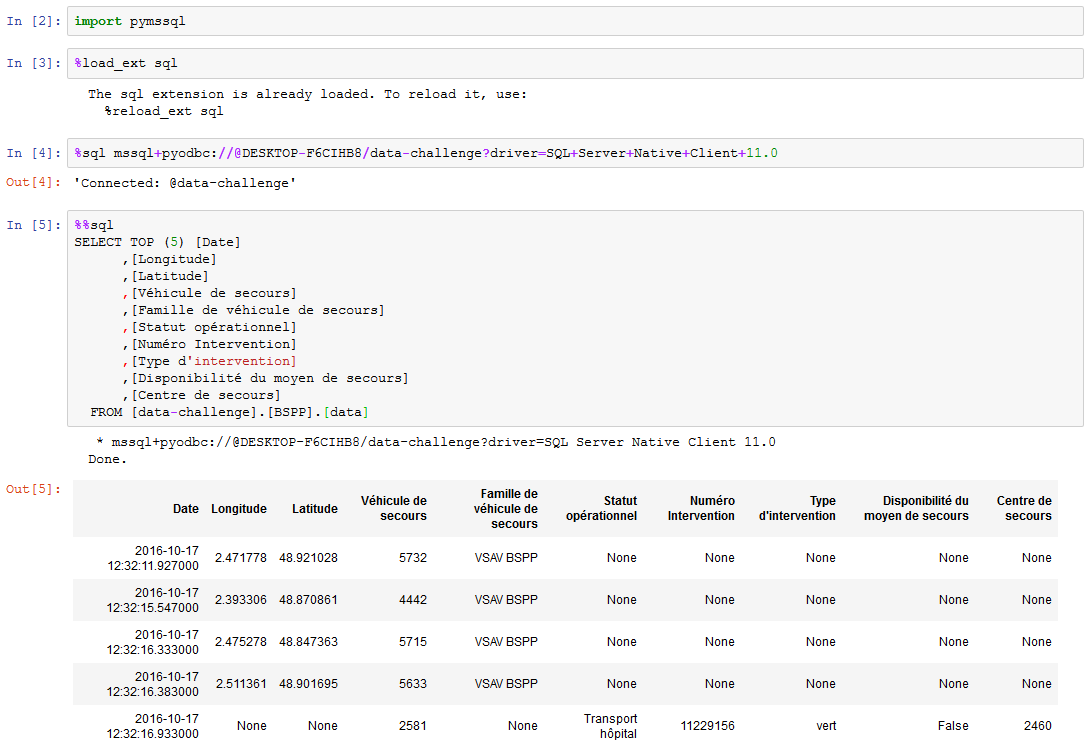 In [2]: import pymssql
In [3]: %load_ext sql
The sql extension is already loaded. To reload it, use:
%reload_ext sql
In [4]: %sql mssql+pyodbc://@DESKTOP-F6CIHB8/data-challenge?driver=SQL+Server+Native+Client+11.0
Out[4]: 'Connected: @data-challenge'
In [5]: %%sql
SELECT TOP (5) [Date]
,[Longitude]
,[Latitude]
,[Véhicule de secours]
,[Famille de véhicule de secours]
,[Statut opérationnel]
,[Numéro Intervention]
,[Type d'intervention]
,[Disponibilité du moyen de secours]
,[Centre de secours]
FROM [data-challenge].[BSPP].[data]
* mssql+pyodbc://@DESKTOP-F6CIHB8/data-challenge?driver=SQL Server Native Client 11.0
Done.
Out[5]:
Date Longitude Latitude Véhicule de secours Famille de véhicule de secours Statut opérationnel Numéro Intervention Type d'intervention Disponibilité du moyen de secours Centre de secours
2016-10-17 12:32:11.927000 2.471778 48.921028 5732 VSAV BSPP None None None None None
2016-10-17 12:32:15.547000 2.393306 48.870861 4442 VSAV BSPP None None None None None
2016-10-17 12:32:16.333000 2.475278 48.847363 5715 VSAV BSPP None None None None None
2016-10-17 12:32:16.383000 2.511361 48.901695 5633 VSAV BSPP None None None None None
2016-10-17 12:32:16.933000 None None 2581 None Transport hôpital 11229156 vert False 2460